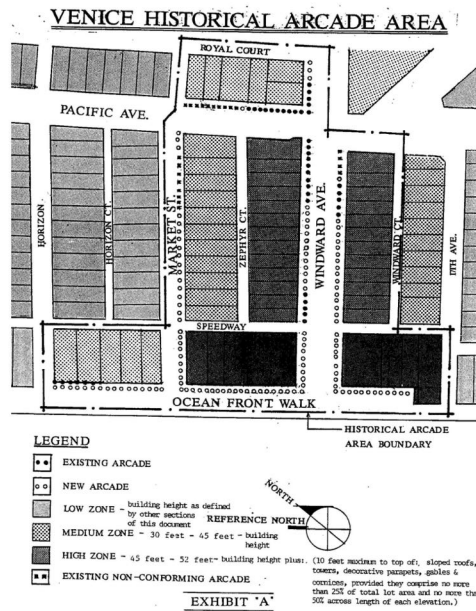 VENICE HISTORICAL ARCADE AREA
ROYAL COURT
PACIFIC AVE.
HORIZON
HORIZON CT.
MARKET ST.
ZEPHYR CT.
WINDWARD AVE.
WINDWARD CT.
17TH AVE.
SPEEDWAY
OCEAN FRONT WALK
HISTORICAL ARCADE
AREA BOUNDARY
LEGEND
EXISTING ARCADE
NEW ARCADE
LOW ZONE - building height as defined
by other sections
of this document
MEDIUM ZONE - 30 feet - 45 feet - building
height
HIGH ZONE - 45 feet - 52 feet - building height plus: (10 feet maximum to top of: sloped roofs,
towers, decorative parapets, gables &
cornices, provided they comprise no more
than 25% of total lot area and no more the
50% across length of each elevation.)
EXISTING NON-CONFORMING ARCADE
NORTH
REFERENCE NORTH
EXHIBIT 'A'